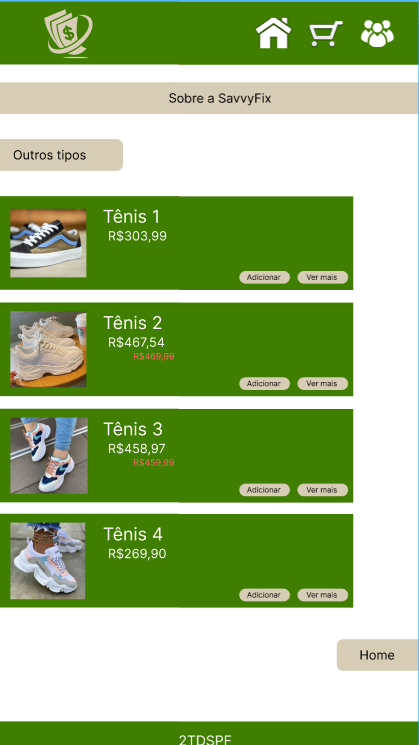 Sobre a SavvyFix
Outros tipos
Tênis 1
R$303,99
Adicionar Ver mais
Tênis 2
R$467,54
R$469,99
Adicionar Ver mais
Tênis 3
R$458,97
R$459,99
Adicionar Ver mais
Tênis 4
R$269,90
Adicionar Ver mais
Home
2TDSPF